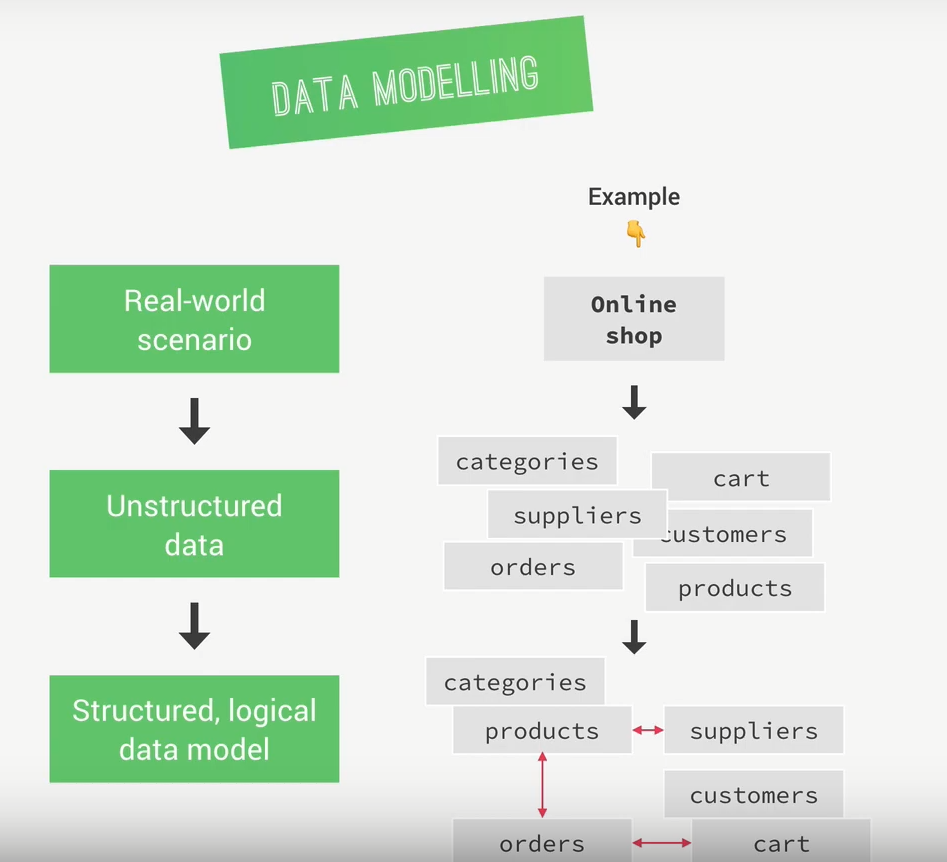 DATA MODELLING
Example
Real-world
scenario
Online
shop
Unstructured
data
categories
cart
suppliers
customers
orders
products
Structured, logical
data model
categories
products
suppliers
customers
orders
cart